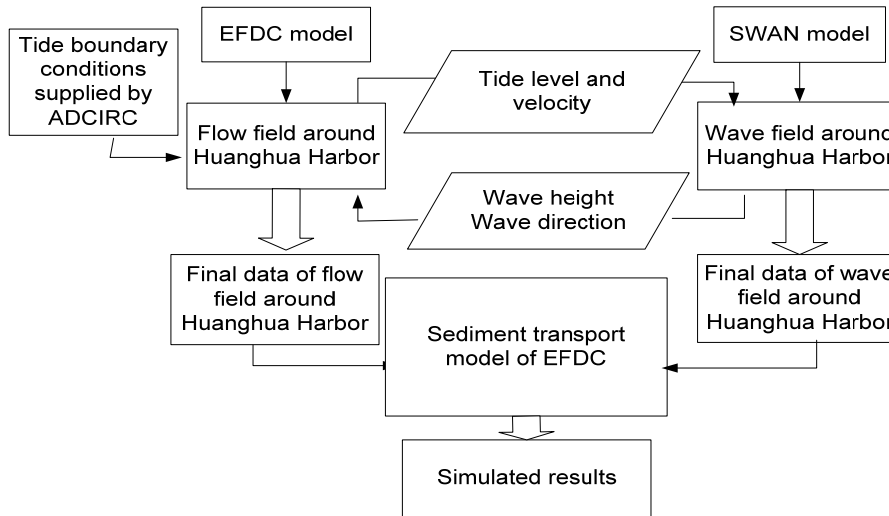 EFDC model
SWAN model
Tide boundary
conditions
supplied by
ADCIRC
Tide level and
velocity
Flow field around
Huanghua Harbor
Wave field around
Huanghua Harbor
Wave height
Wave direction
Final data of flow
field around
Huanghua Harbor
Final data of wave
field around
Huanghua Harbor
Sediment transport
model of EFDC
Simulated results